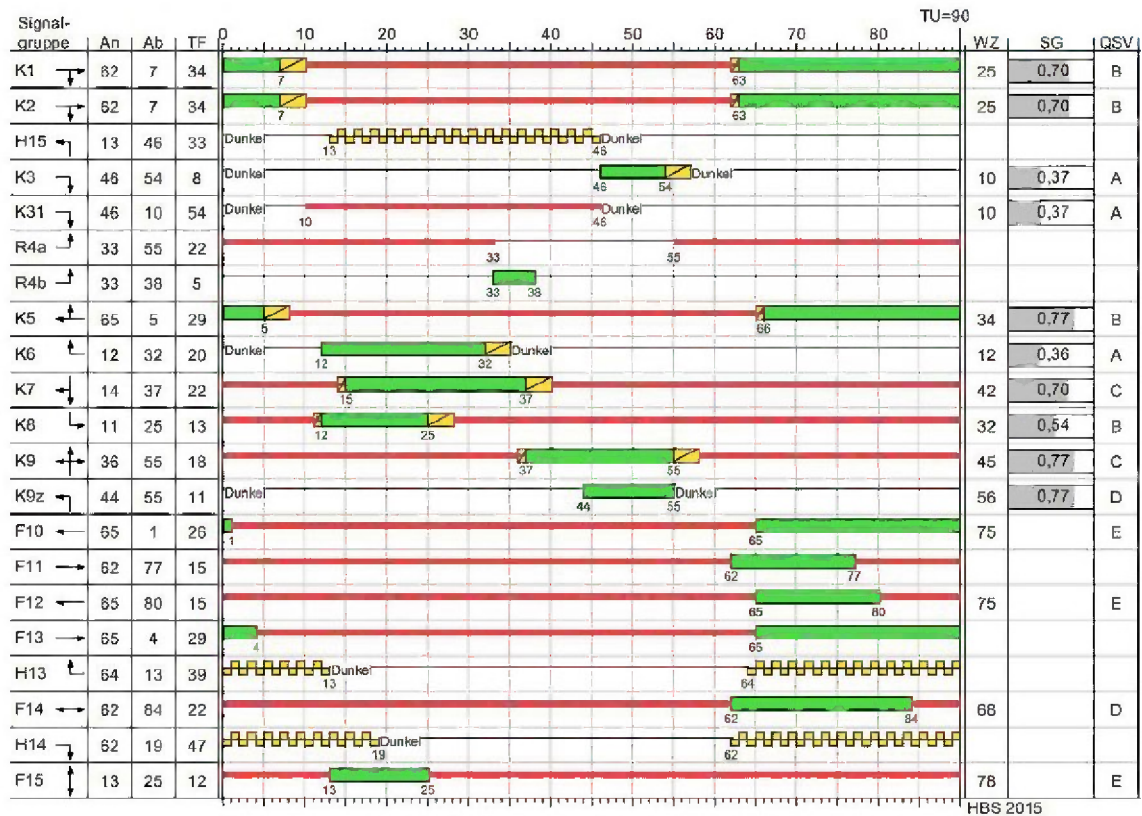 TU=90
Signal-
gruppe An Ab TF 0 10 20 30 40 50 60 70 80 WZ SG QSV
K1 62 7 34 7 63 25 0,70 B
K2 62 7 34 7 63 25 0,70 B
H15 13 46 33 Dunkel 13 46 Dunkel
K3 46 54 8 Dunkel 46 54 Dunkel 10 0,37 A
K31 46 10 54 Dunkel 10 46 Dunkel 10 0,37 A
R4a 33 55 22 33 55
R4b 33 38 5 33 38
K5 65 5 29 5 66 34 0,77 B
K6 12 32 20 Dunkel 12 32 Dunkel 12 0,36 A
K7 14 37 22 15 37 42 0,70 C
K8 11 25 13 12 25 32 0,54 B
K9 36 55 18 37 55 45 0,77 C
K9z 44 55 11 Dunkel 44 55 Dunkel 56 0,77 D
F10 65 1 26 1 65 75 E
F11 62 77 15 62 77
F12 65 80 15 65 80 75 E
F13 65 4 29 4 65
H13 64 13 39 13 Dunkel 64
F14 62 84 22 62 84 68 D
H14 62 19 47 19 Dunkel 62
F15 13 25 12 13 25 78 E
HBS 2015